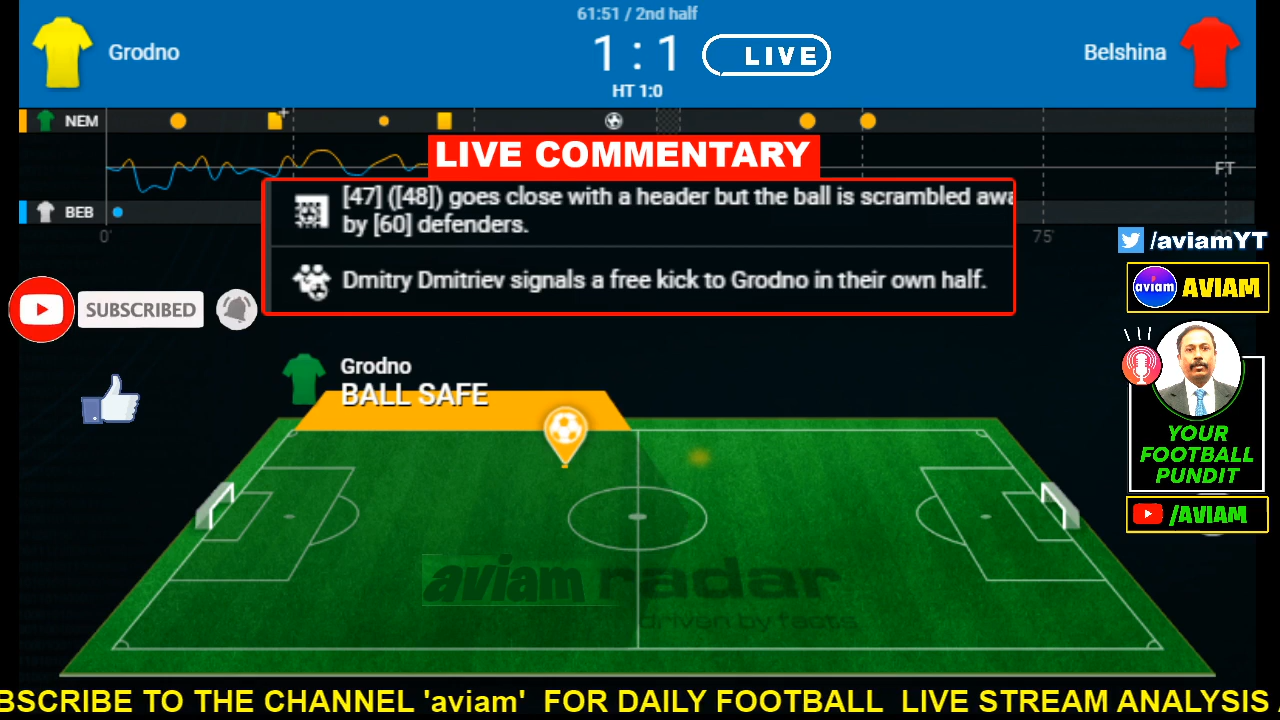 61:51 / 2nd half
Grodno
1 : 1
LIVE
Belshina
HT 1:0
NEM
LIVE COMMENTARY
FT
[47] ([48]) goes close with a header but the ball is scrambled awa
by [60] defenders.
BEB
0'
75'
90'
/aviamYT
Dmitry Dmitriev signals a free kick to Grodno in their own half.
aviam AVIAM
SUBSCRIBED
Grodno
BALL SAFE
YOUR
FOOTBALL
PUNDIT
/AVIAM
aviam radar
driven by facts
BSCRIBE TO THE CHANNEL 'aviam' FOR DAILY FOOTBALL LIVE STREAM ANALYSIS